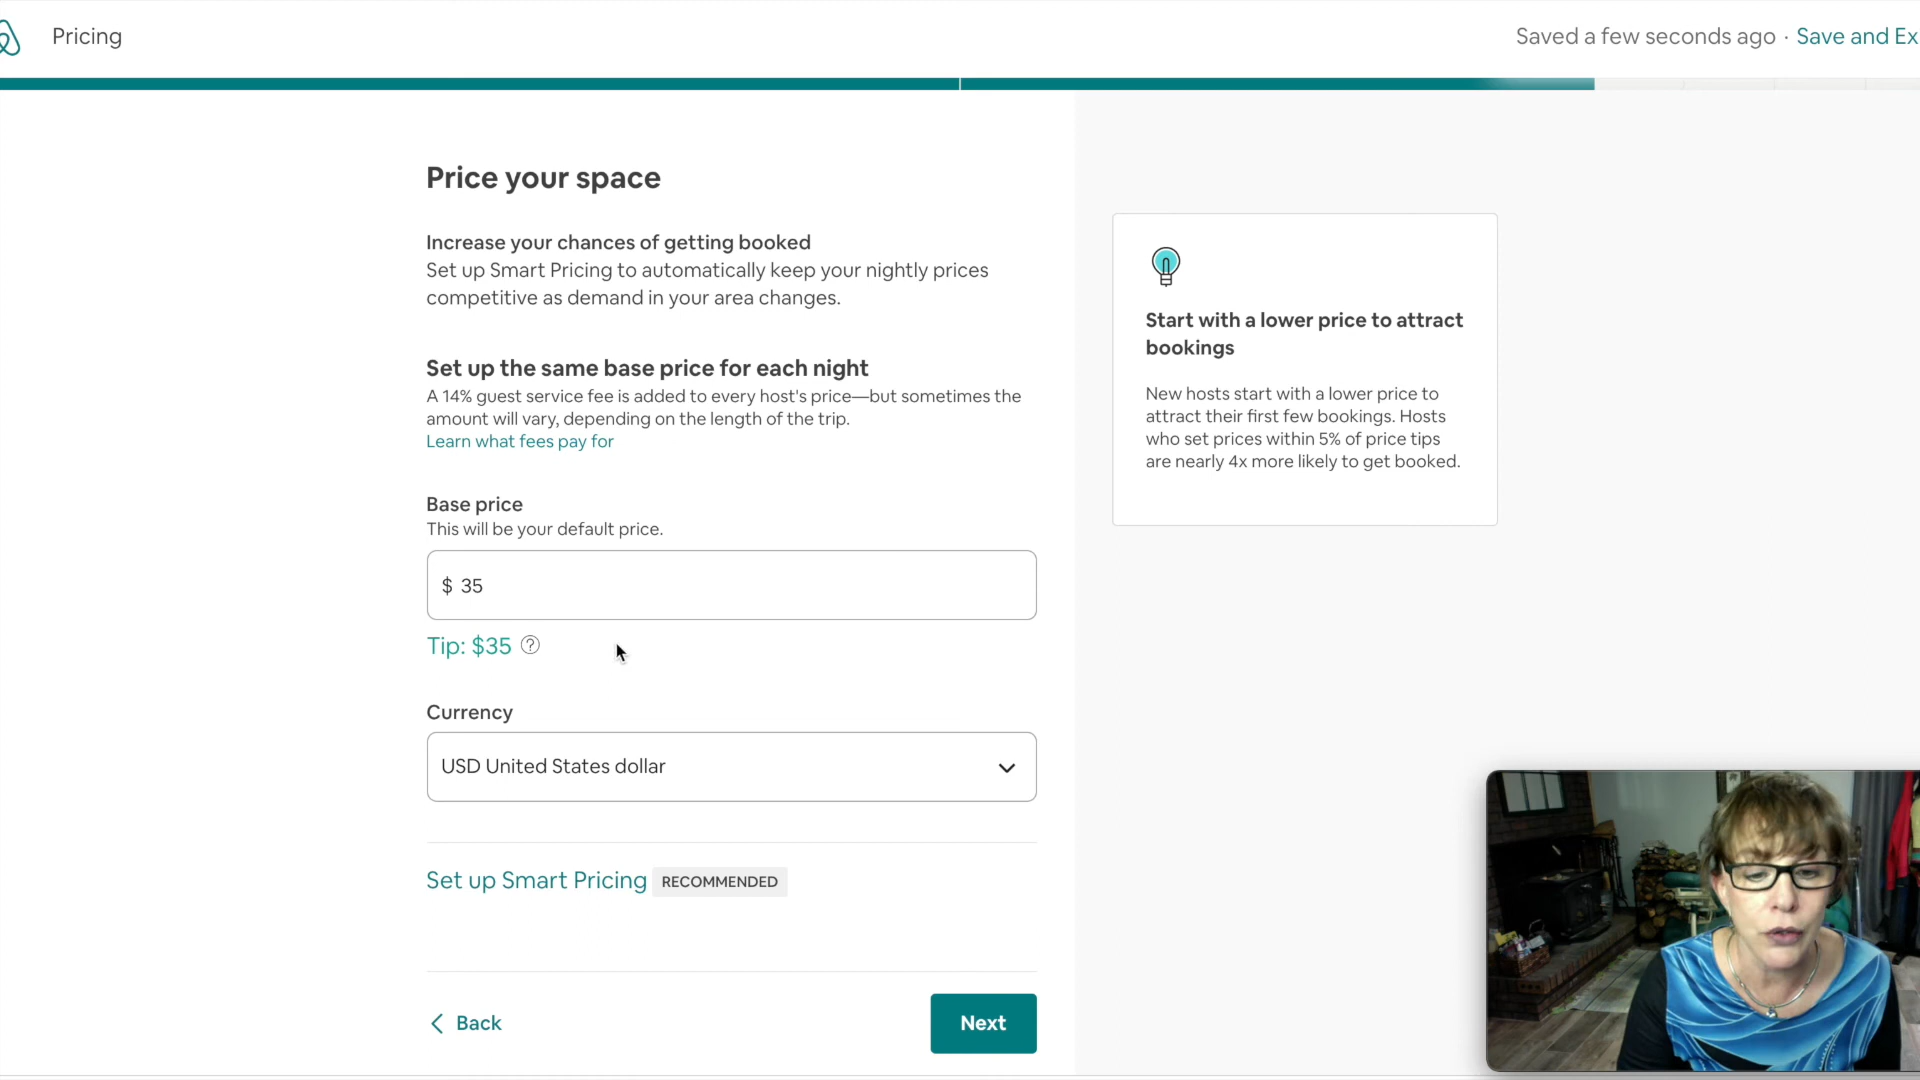 Pricing
Saved a few seconds ago · Save and Ex
Price your space
Increase your chances of getting booked
Set up Smart Pricing to automatically keep your nightly prices
competitive as demand in your area changes.
Set up the same base price for each night
A 14% guest service fee is added to every host's price—but sometimes the
amount will vary, depending on the length of the trip.
Learn what fees pay for
Base price
This will be your default price.
$ 35
Tip: $35 ?
Currency
USD United States dollar
Set up Smart Pricing RECOMMENDED
Back
Next
Start with a lower price to attract
bookings
New hosts start with a lower price to
attract their first few bookings. Hosts
who set prices within 5% of price tips
are nearly 4x more likely to get booked.